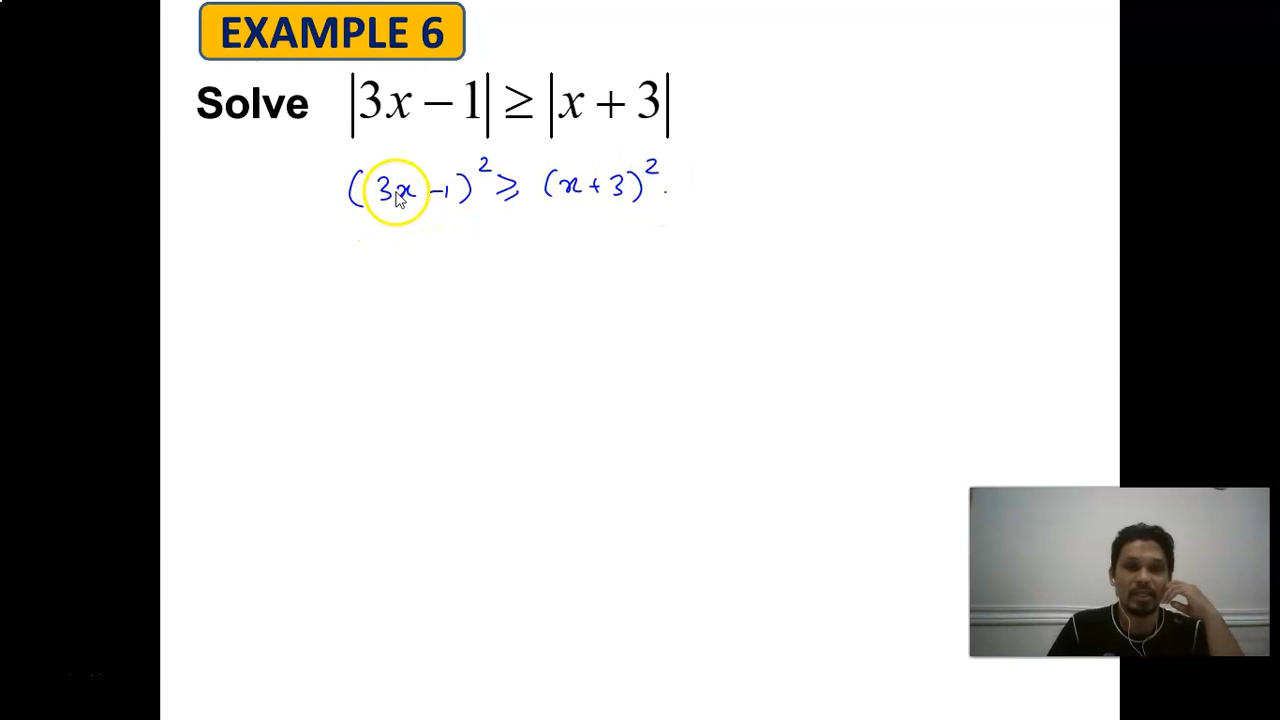 EXAMPLE 6
Solve |3x − 1| ≥ |x + 3|
(3x − 1)² ≥ (x + 3)².